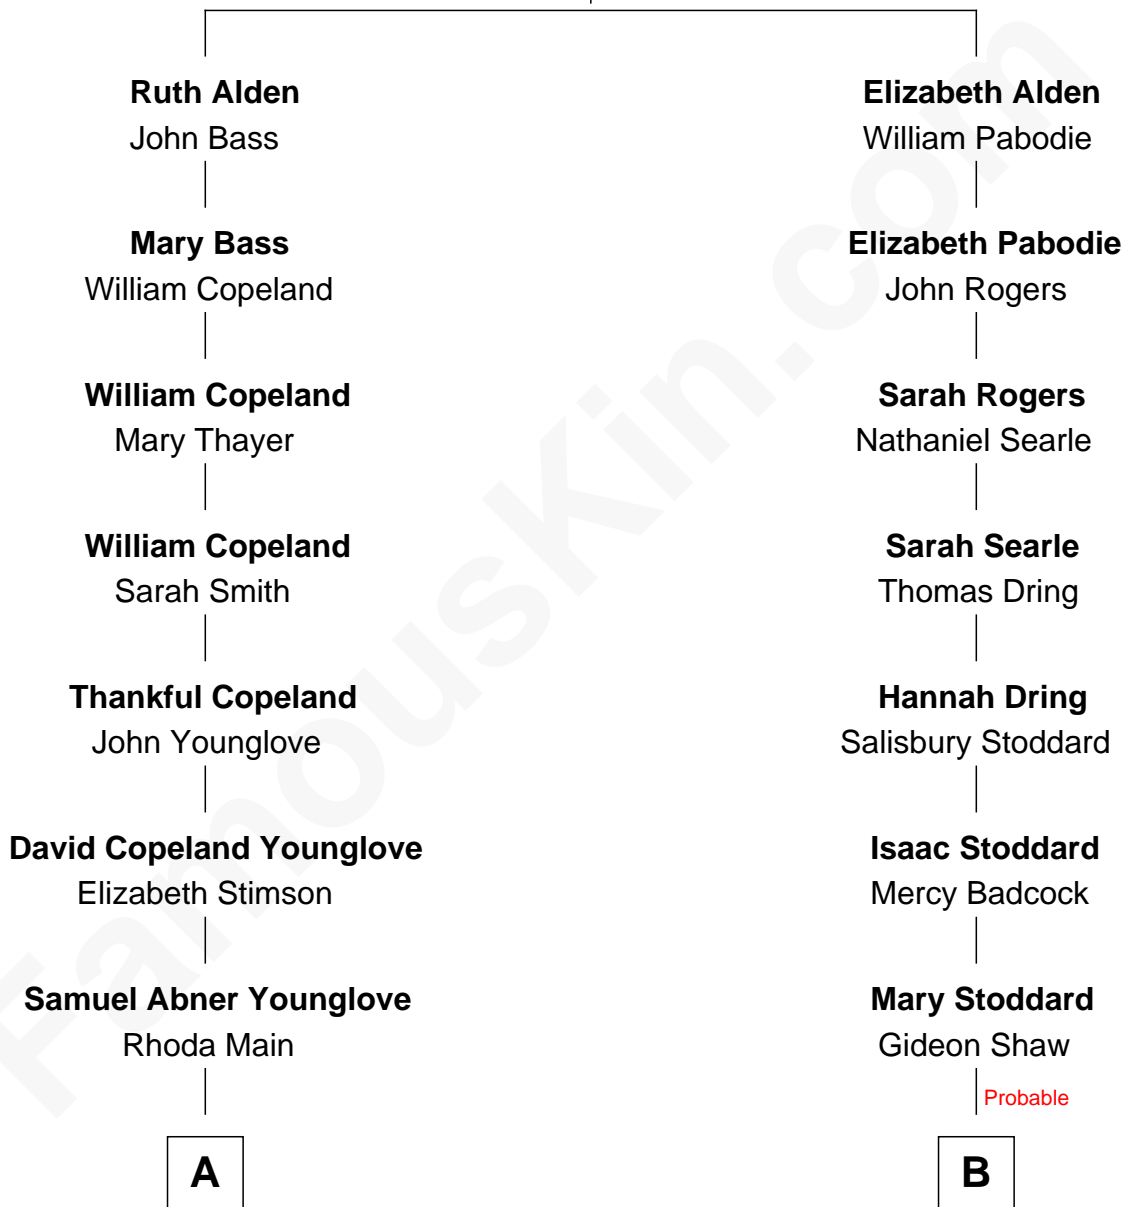 Ruth Alden
John Bass
Elizabeth Alden
William Pabodie
Mary Bass
William Copeland
Elizabeth Pabodie
John Rogers
William Copeland
Mary Thayer
Sarah Rogers
Nathaniel Searle
William Copeland
Sarah Smith
Sarah Searle
Thomas Dring
Thankful Copeland
John Younglove
Hannah Dring
Salisbury Stoddard
David Copeland Younglove
Elizabeth Stimson
Isaac Stoddard
Mercy Badcock
Samuel Abner Younglove
Rhoda Main
Mary Stoddard
Gideon Shaw
Probable
A
B
FamousKin.com